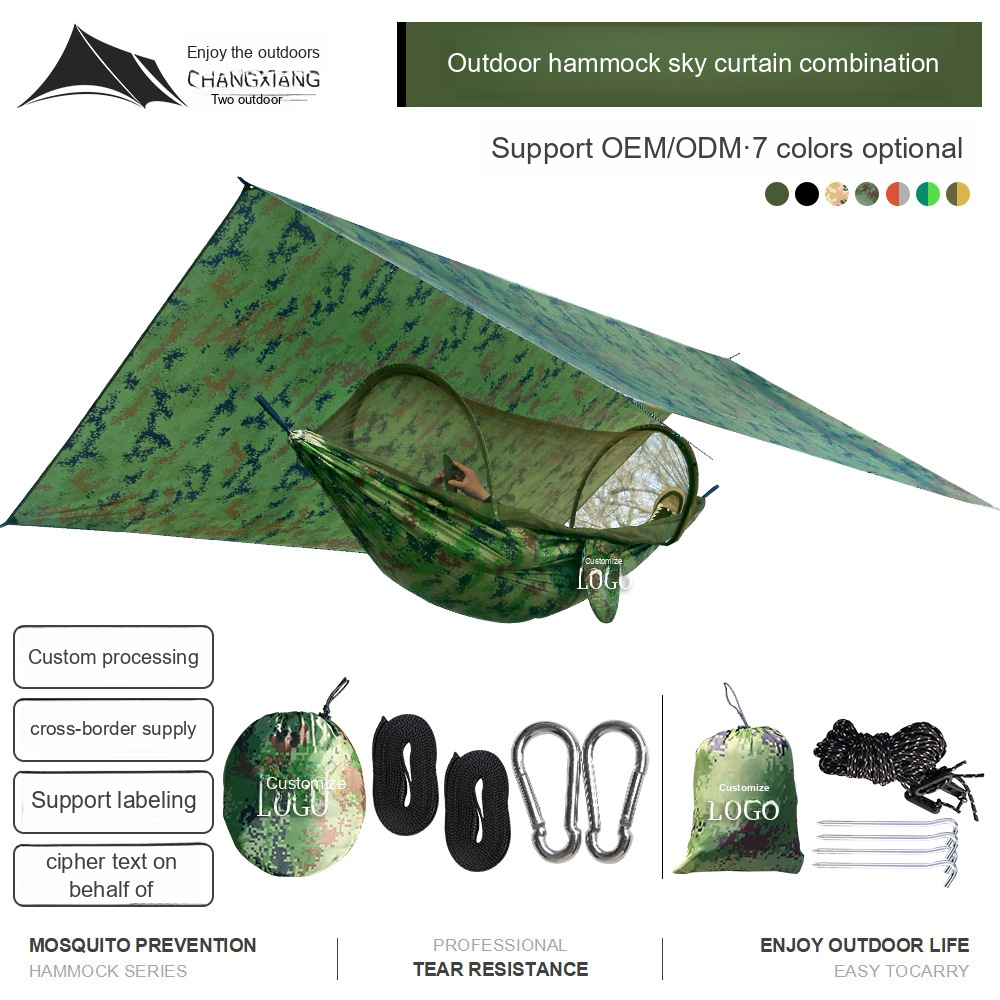 Enjoy the outdoors
CHANGXIANG
Two outdoor
Outdoor hammock sky curtain combination
Support OEM/ODM·7 colors optional
Customize
LOGO
Custom processing
cross-border supply
Support labeling
cipher text on
behalf of
Customize
LOGO
Customize
LOGO
MOSQUITO PREVENTION
HAMMOCK SERIES
PROFESSIONAL
TEAR RESISTANCE
ENJOY OUTDOOR LIFE
EASY TOCARRY